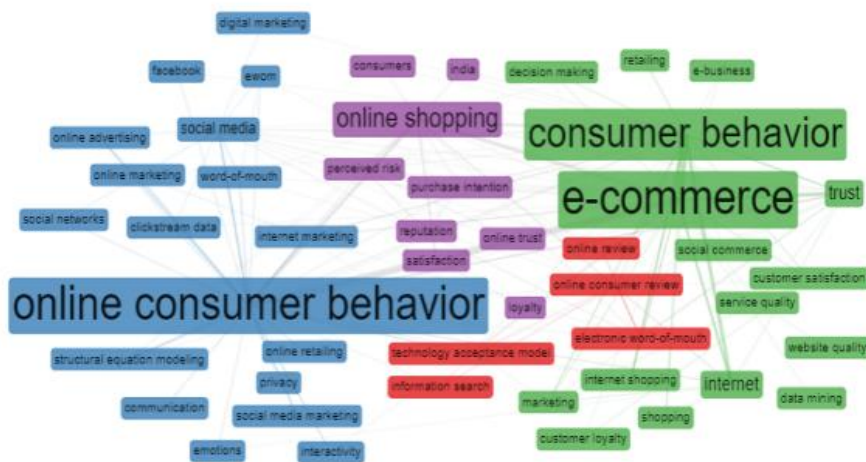 digital marketing
facebook
ewom
consumers
india
decision making
retailing
e-business
online advertising
social media
online shopping
consumer behavior
online marketing
word-of-mouth
perceived risk
purchase intention
e-commerce
trust
social networks
clickstream data
internet marketing
reputation
online trust
satisfaction
online review
social commerce
online consumer review
customer satisfaction
online consumer behavior
loyalty
service quality
structural equation modeling
online retailing
technology acceptance model
electronic word-of-mouth
website quality
privacy
information search
internet shopping
internet
data mining
communication
social media marketing
marketing
shopping
emotions
interactivity
customer loyalty